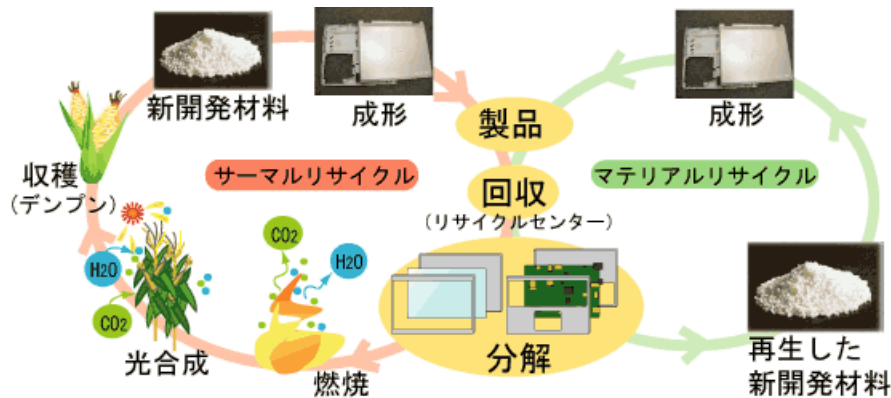 新開発材料
成形
成形
製品
収穫
(デンプン)
サーマルリサイクル
回収
(リサイクルセンター)
マテリアルリサイクル
CO2
H2O
H2O
CO2
光合成
燃焼
分解
再生した
新開発材料